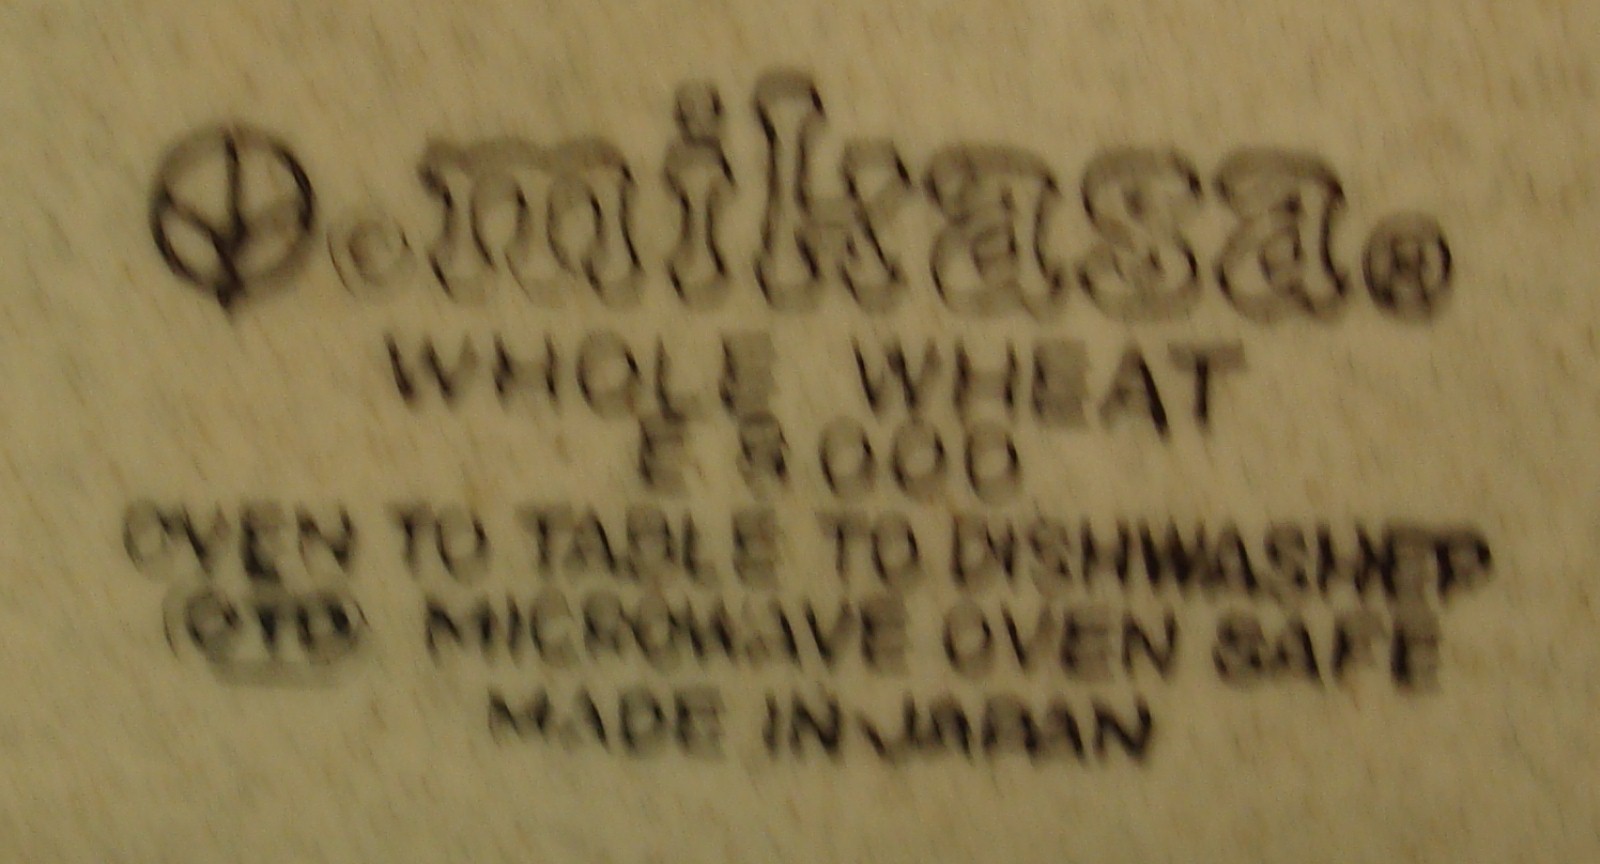 © mikasa ®
WHOLE WHEAT
E 8000
OVEN TO TABLE TO DISHWASHER
MICROWAVE OVEN SAFE
MADE IN JAPAN